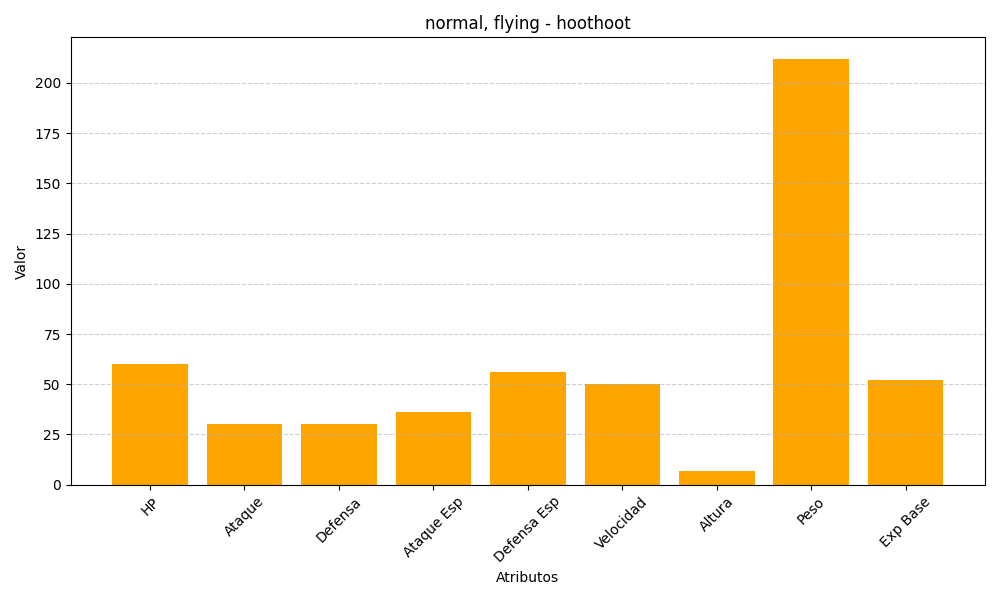 normal, flying - hoothoot
Valor
200
175
150
125
100
75
50
25
0
HP
Ataque
Defensa
Ataque Esp
Defensa Esp
Velocidad
Altura
Peso
Exp Base
Atributos